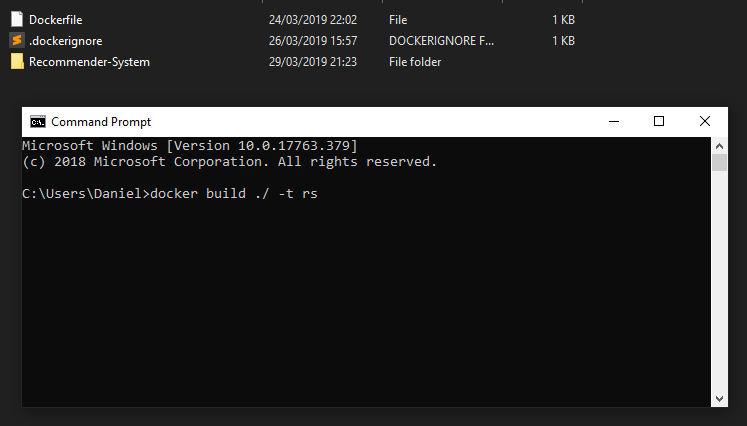 Dockerfile 24/03/2019 22:02 File 1 KB
.dockerignore 26/03/2019 15:57 DOCKERIGNORE F... 1 KB
Recommender-System 29/03/2019 21:23 File folder
C:\. Command Prompt
Microsoft Windows [Version 10.0.17763.379]
(c) 2018 Microsoft Corporation. All rights reserved.
C:\Users\Daniel>docker build ./ -t rs